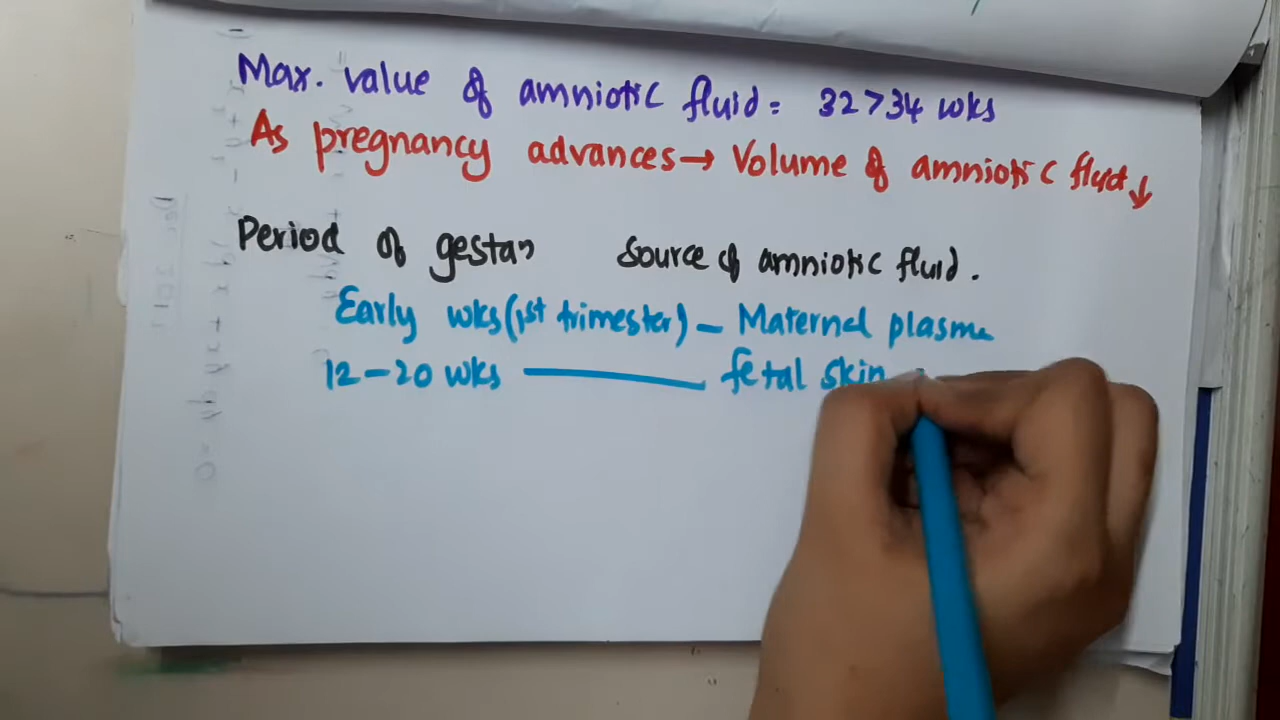 Max. value of amniotic fluid = 32 > 34 wks
As pregnancy advances → Volume of amniotic fluid ↓
Period of gestan Source of amniotic fluid.
Early wks (1st trimester) – Maternal plasma
12-20 wks — fetal skin